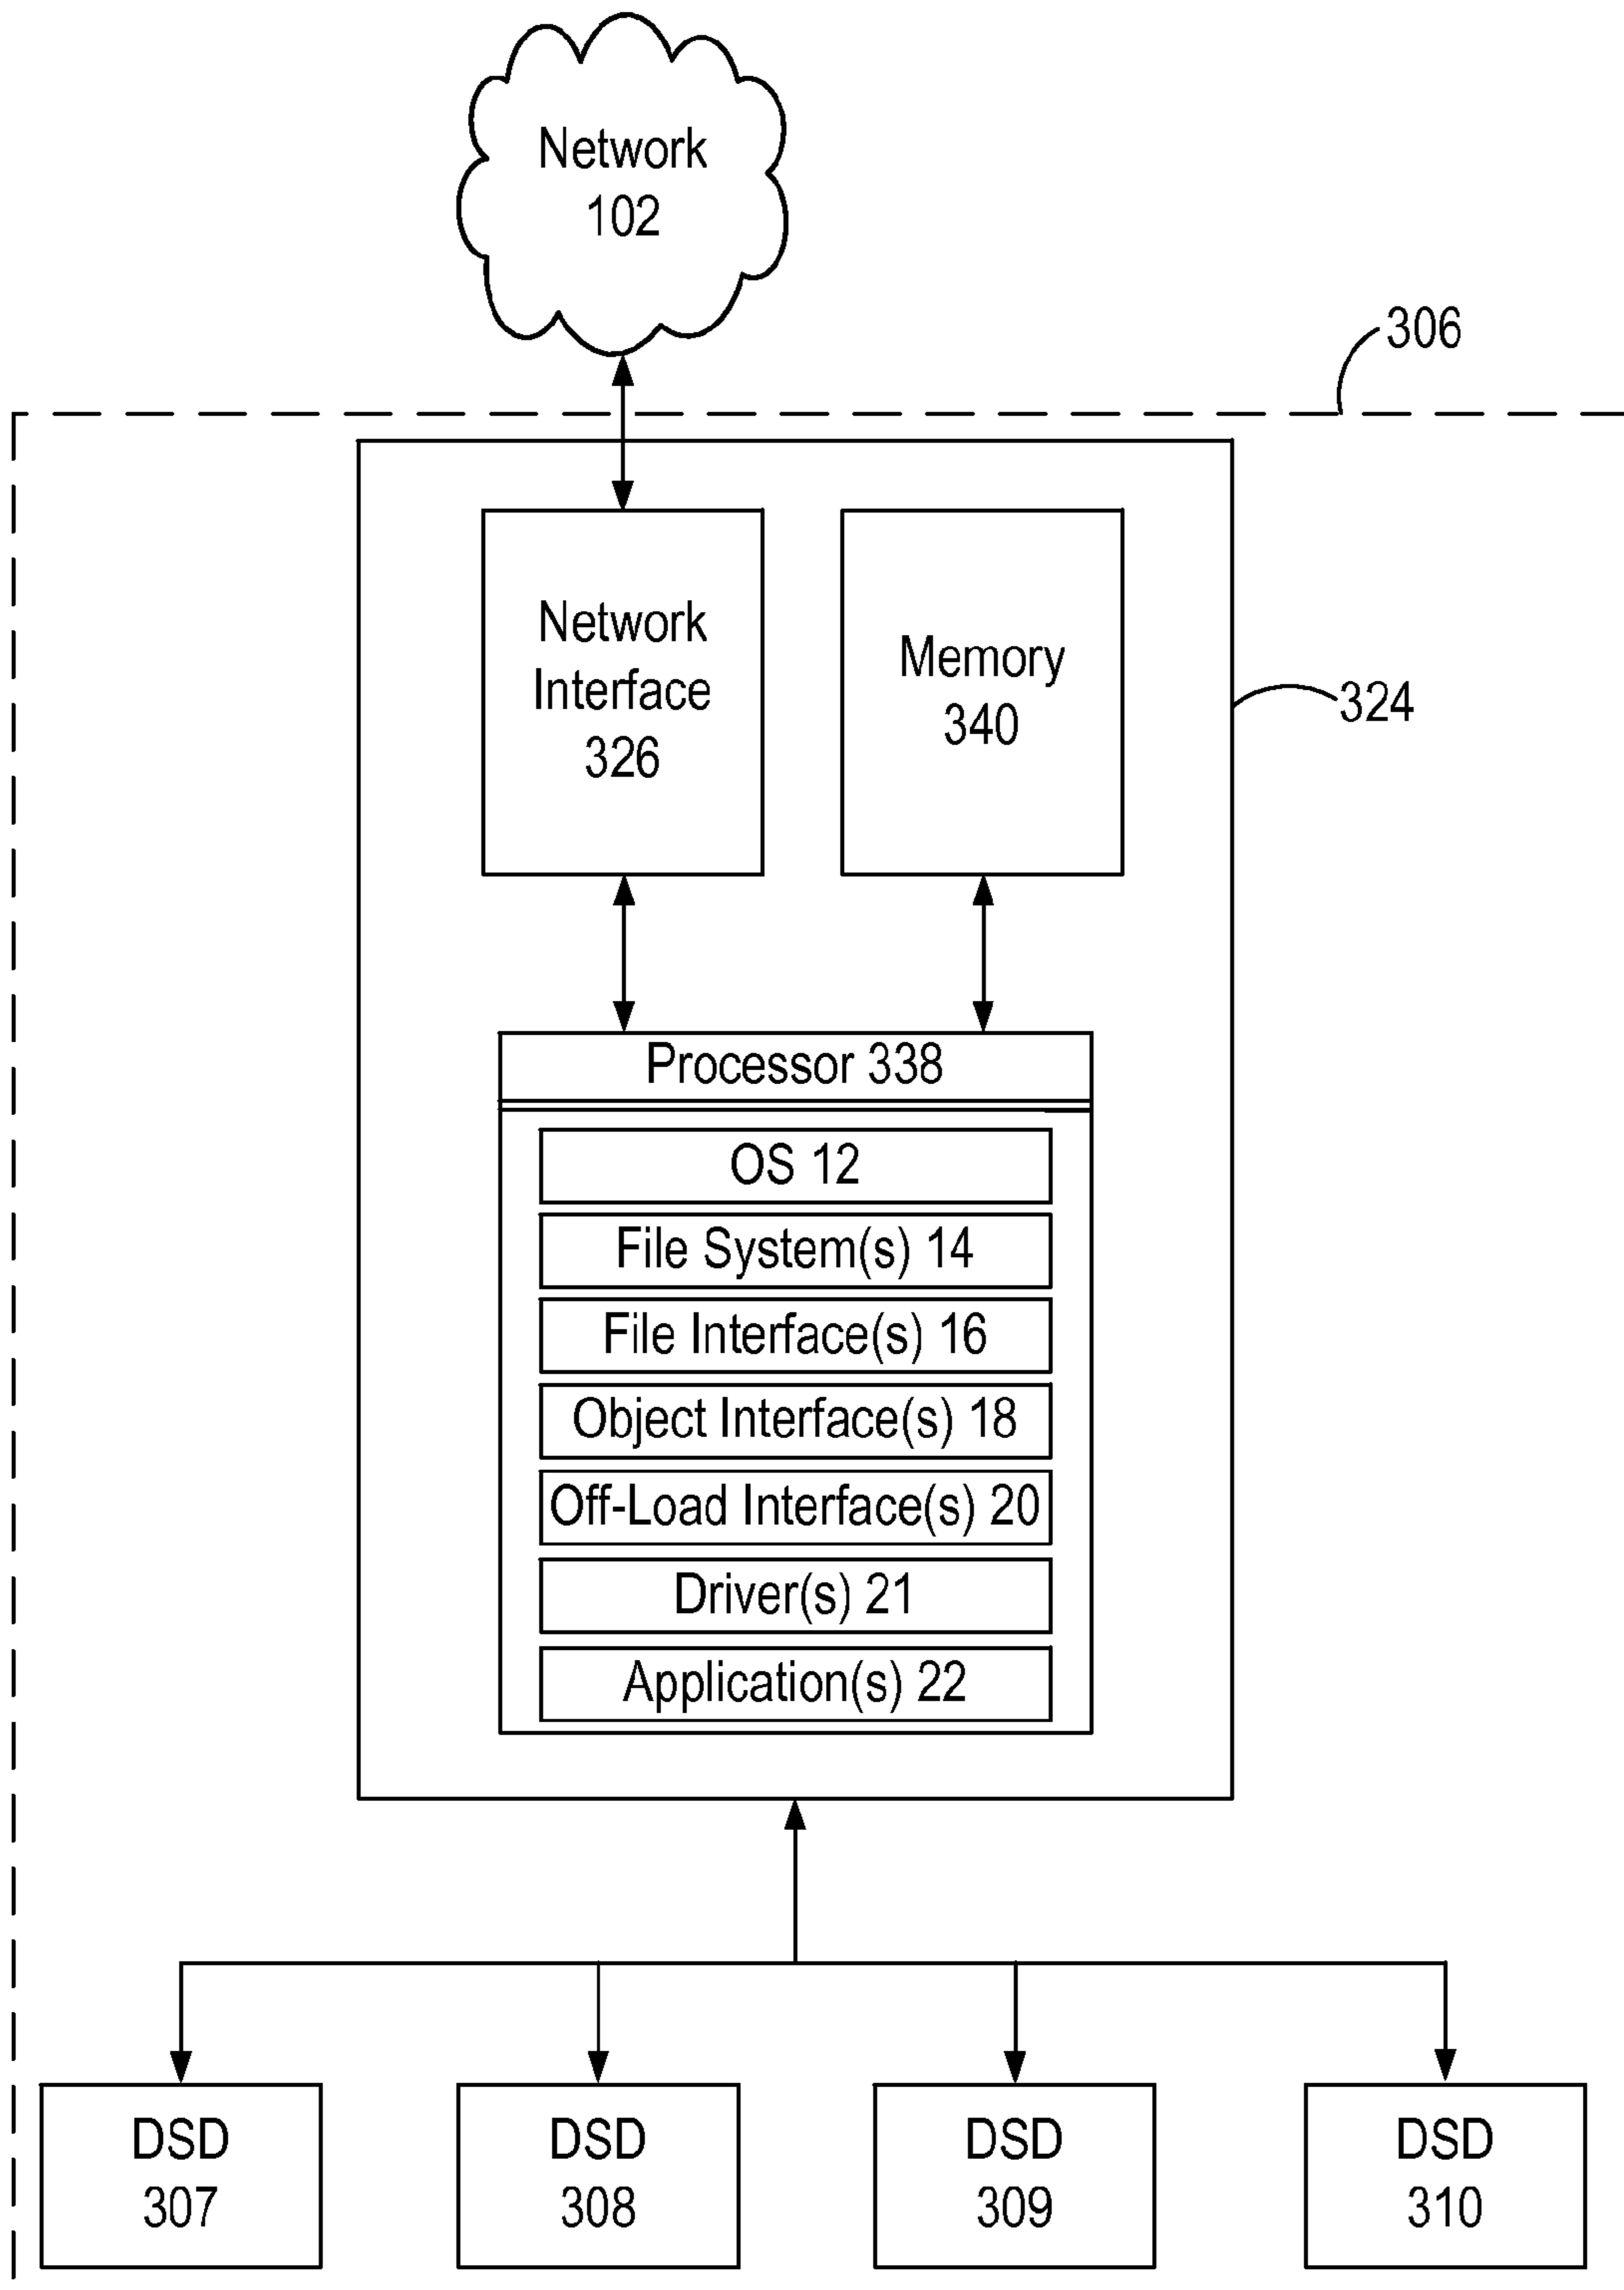 Network
102
306
Network
Interface
326
Memory
340
324
Processor 338
OS 12
File System(s) 14
File Interface(s) 16
Object Interface(s) 18
Off-Load Interface(s) 20
Driver(s) 21
Application(s) 22
DSD
307
DSD
308
DSD
309
DSD
310